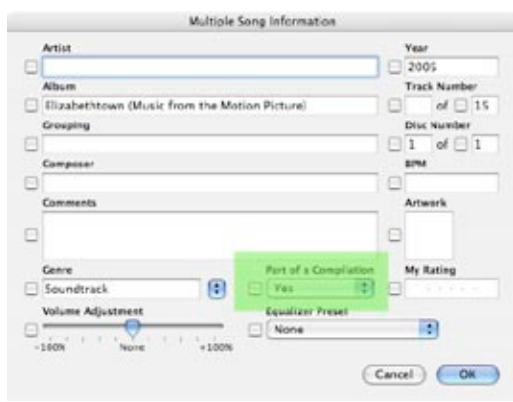 Multiple Song Information
Artist
Year
2005
Album
Track Number
Elizabethtown (Music from the Motion Picture)
of 15
Grouping
Disc Number
1 of 1
Composer
BPM
Comments
Artwork
Genre
Part of a Compilation
My Rating
Soundtrack
Yes
Volume Adjustment
Equalizer Preset
None
-100% None +100%
Cancel OK